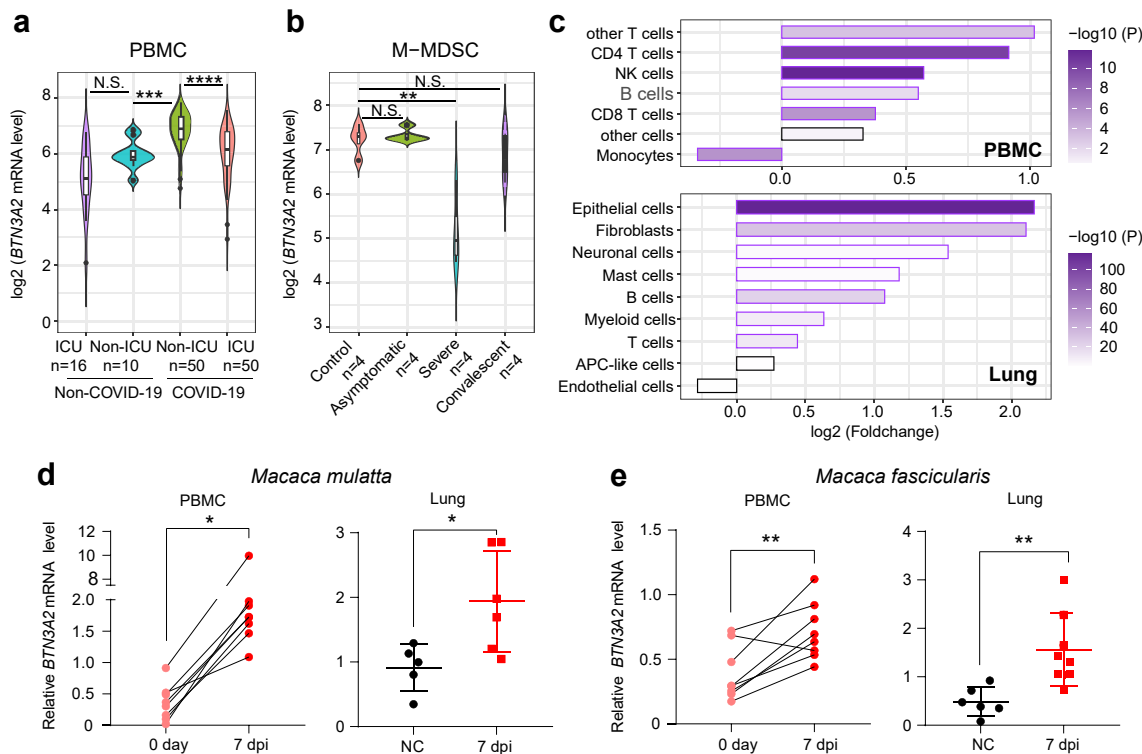 a
PBMC
N.S.
***
****
log2 (BTN3A2 mRNA level)
8
6
4
2
0
ICU Non-ICU Non-ICU ICU
n=16 n=10 n=50 n=50
Non-COVID-19 COVID-19
b
M-MDSC
N.S.
**
N.S.
log2 (BTN3A2 mRNA level)
8
7
6
5
4
3
Control
n=4
Asymptomatic
n=4
Severe
n=4
Convalescent
n=4
c
other T cells
CD4 T cells
NK cells
B cells
CD8 T cells
other cells
Monocytes
PBMC
0.0 0.5 1.0
−log10 (P)
10
8
6
4
2
Epithelial cells
Fibroblasts
Neuronal cells
Mast cells
B cells
Myeloid cells
T cells
APC-like cells
Endothelial cells
Lung
0.0 0.5 1.0 1.5 2.0
log2 (Foldchange)
−log10 (P)
100
80
60
40
20
d
Macaca mulatta
PBMC
*
Relative BTN3A2 mRNA level
12
10
8
6
4
2.0
1.5
1.0
0.5
0
0 day 7 dpi
Lung
*
3
2
1
0
NC 7 dpi
e
Macaca fascicularis
PBMC
**
Relative BTN3A2 mRNA level
1.5
1.0
0.5
0.0
0 day 7 dpi
Lung
**
4
3
2
1
0
NC 7 dpi